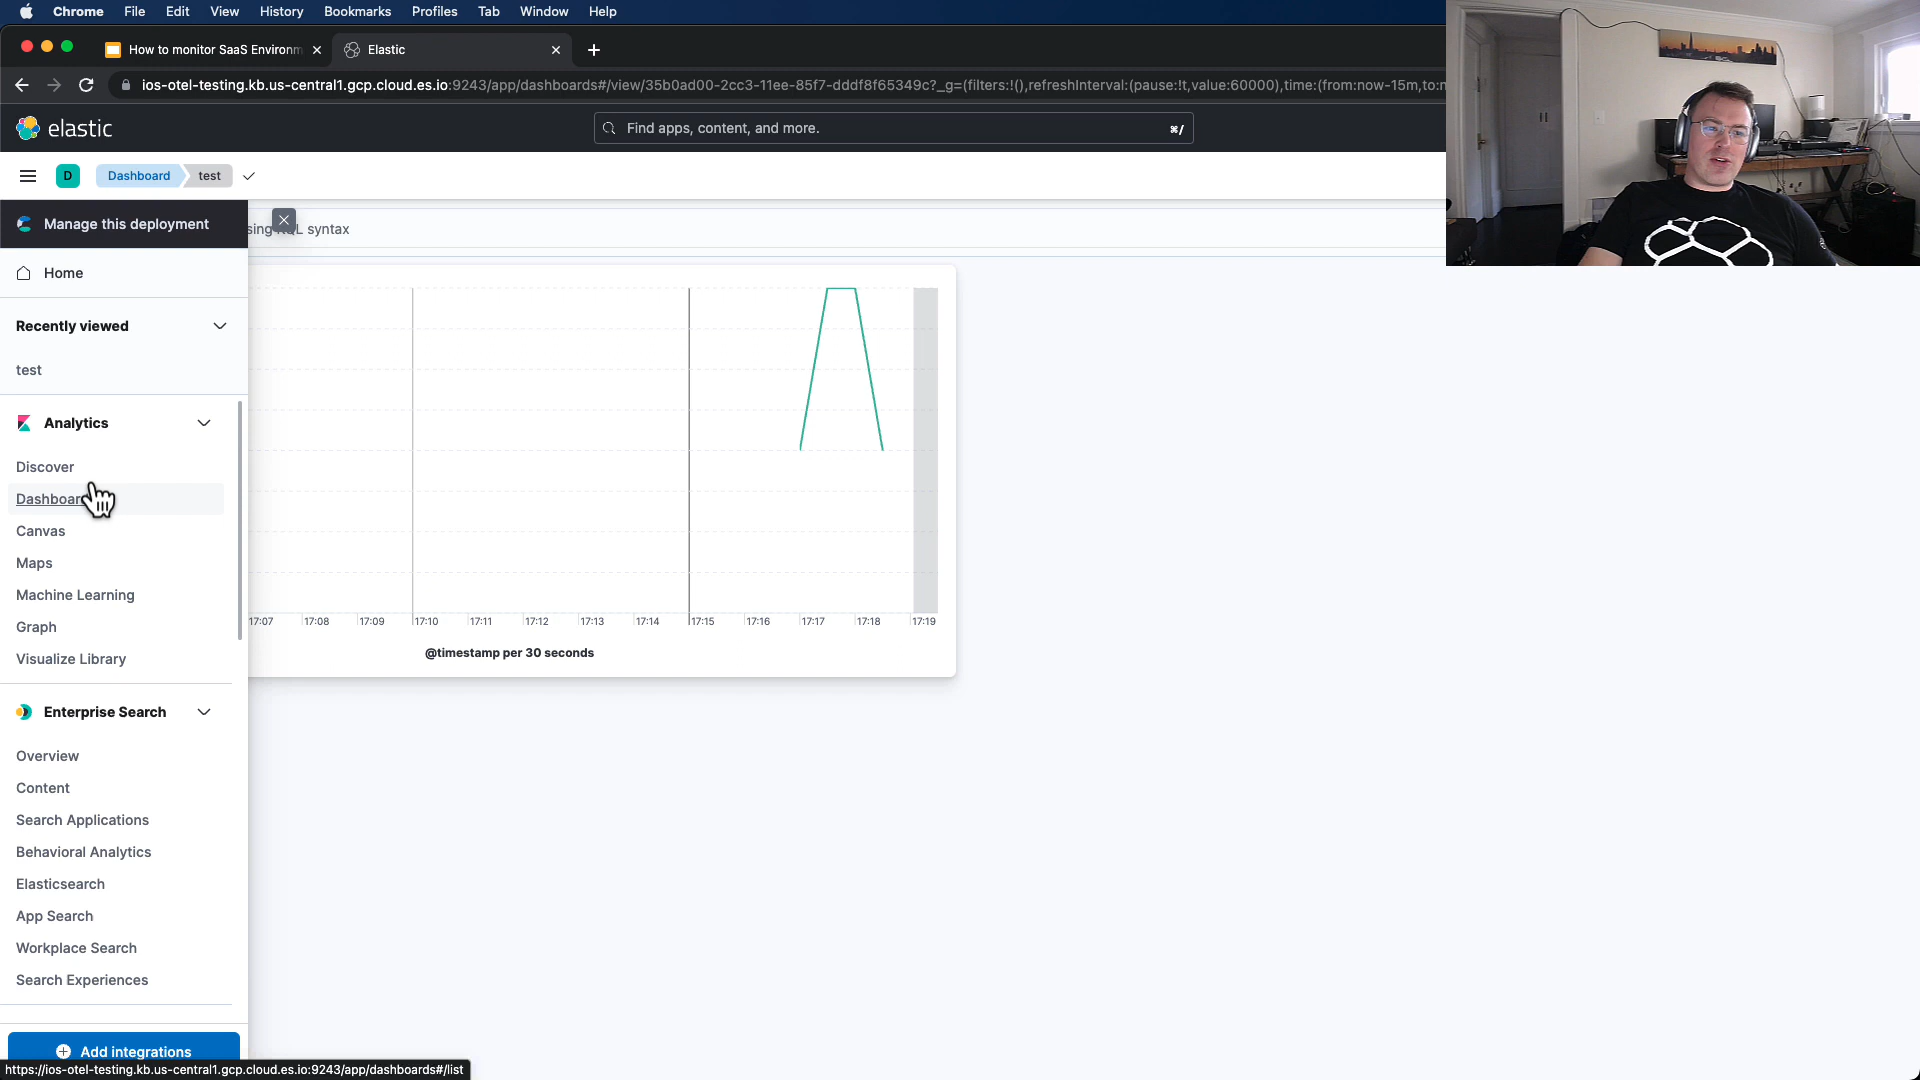 Chrome File Edit View History Bookmarks Profiles Tab Window Help
How to monitor SaaS Environm
Elastic
ios-otel-testing.kb.us-central1.gcp.cloud.es.io:9243/app/dashboards#/view/35b0ad00-2cc3-11ee-85f7-dddf8f65349c?_g=(filters:!(),refreshInterval:(pause:!t,value:60000),time:(from:now-15m,to:n
elastic
Find apps, content, and more.
⌘/
D
Dashboard
test
Manage this deployment
syntax
Home
Recently viewed
test
Analytics
Discover
Dashboar
Canvas
Maps
Machine Learning
Graph
Visualize Library
17:07 17:08 17:09 17:10 17:11 17:12 17:13 17:14 17:15 17:16 17:17 17:18 17:19
@timestamp per 30 seconds
Enterprise Search
Overview
Content
Search Applications
Behavioral Analytics
Elasticsearch
App Search
Workplace Search
Search Experiences
Add integrations
https://ios-otel-testing.kb.us-central1.gcp.cloud.es.io:9243/app/dashboards#/list